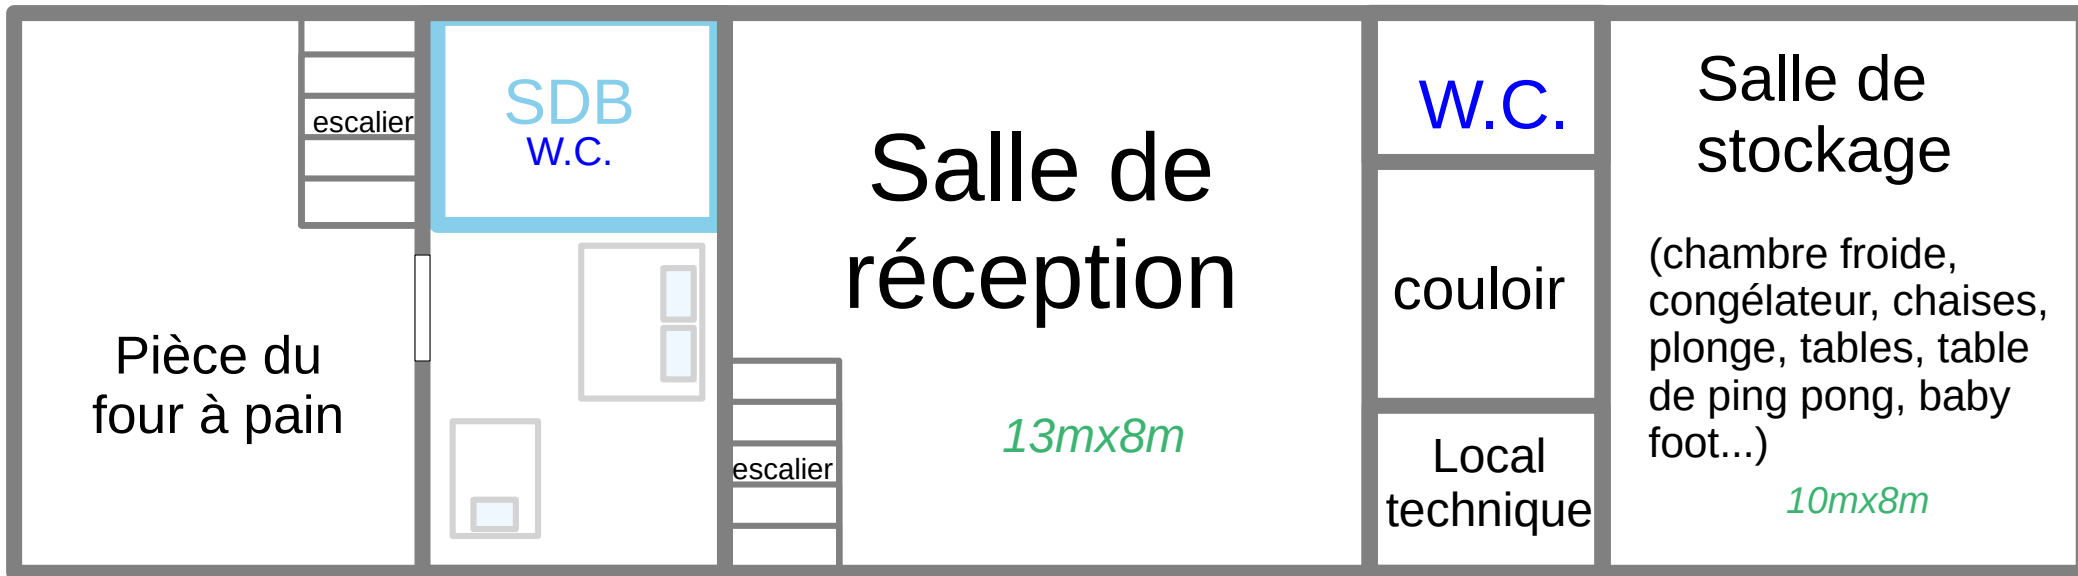 escalier
SDB
W.C.
Pièce du
four à pain
Salle de
réception
13mx8m
escalier
W.C.
couloir
Local
technique
Salle de
stockage
(chambre froide,
congélateur, chaises,
plonge, tables, table
de ping pong, baby
foot...)
10mx8m